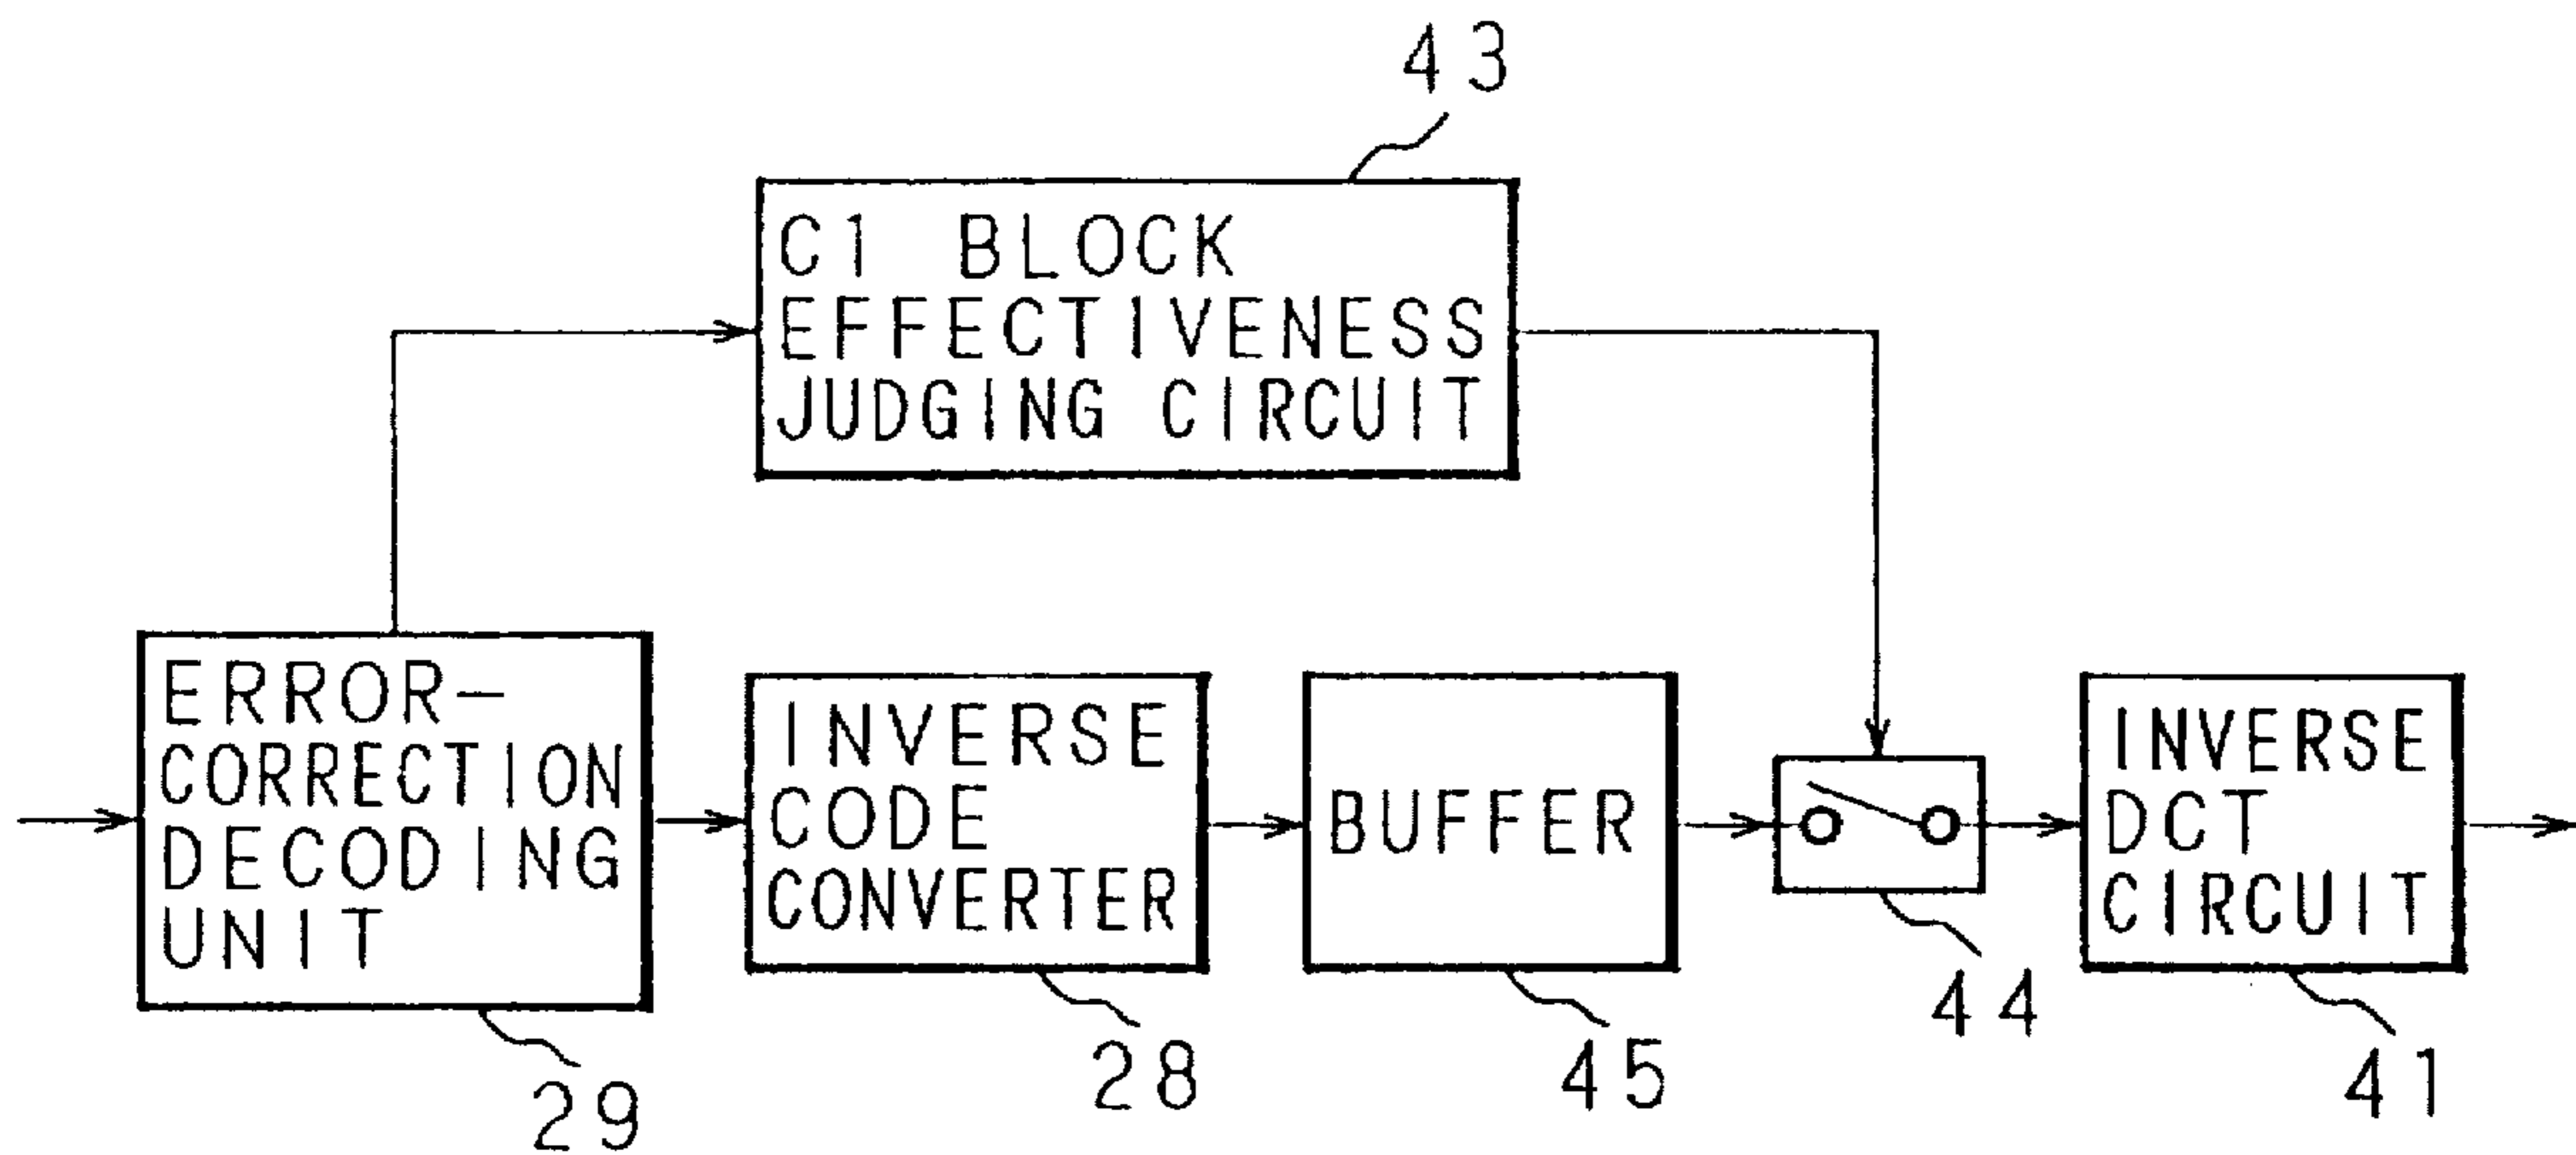 43
C1 BLOCK
EFFECTIVENESS
JUDGING CIRCUIT
ERROR-
CORRECTION
DECODING
UNIT
29
INVERSE
CODE
CONVERTER
28
BUFFER
45
44
INVERSE
DCT
CIRCUIT
41